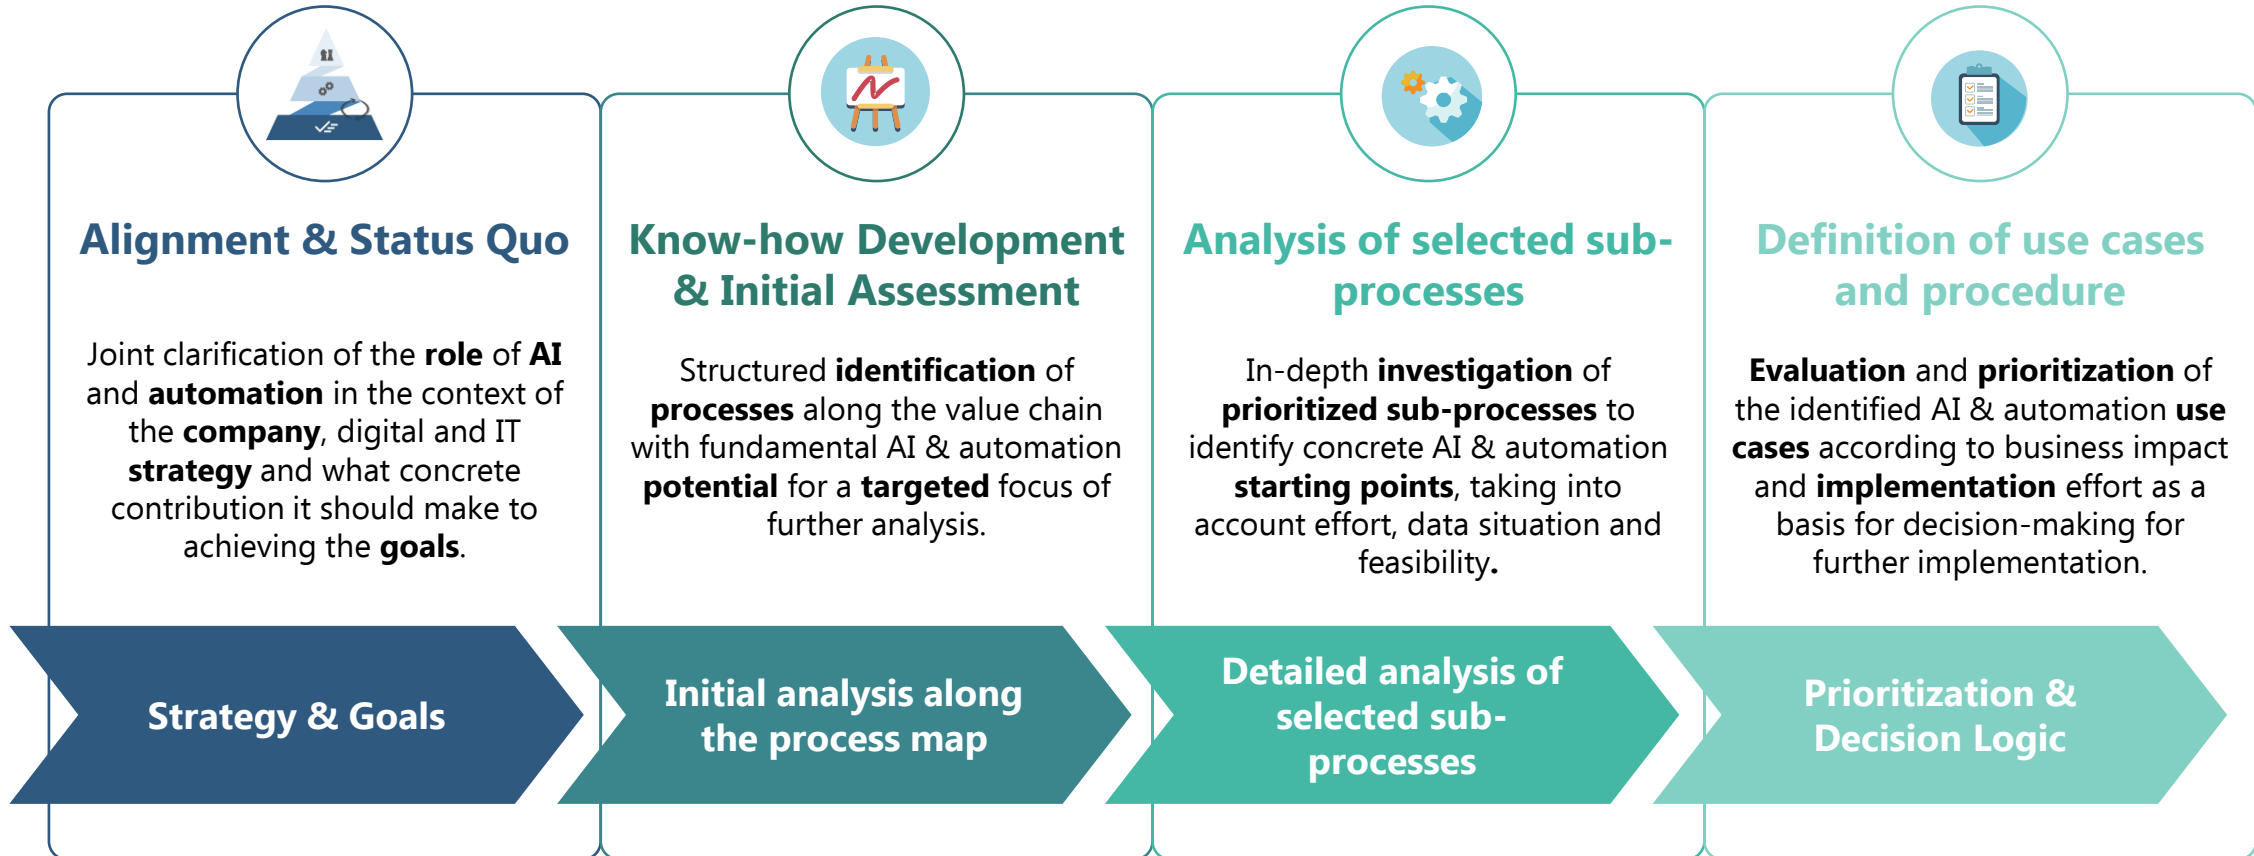 Alignment & Status Quo
Joint clarification of the role of AI
and automation in the context of
the company, digital and IT
strategy and what concrete
contribution it should make to
achieving the goals.
Strategy & Goals
Know-how Development
& Initial Assessment
Structured identification of
processes along the value chain
with fundamental AI & automation
potential for a targeted focus of
further analysis.
Initial analysis along
the process map
Analysis of selected sub-
processes
In-depth investigation of
prioritized sub-processes to
identify concrete AI & automation
starting points, taking into
account effort, data situation and
feasibility.
Detailed analysis of
selected sub-
processes
Definition of use cases
and procedure
Evaluation and prioritization of
the identified AI & automation use
cases according to business impact
and implementation effort as a
basis for decision-making for
further implementation.
Prioritization &
Decision Logic